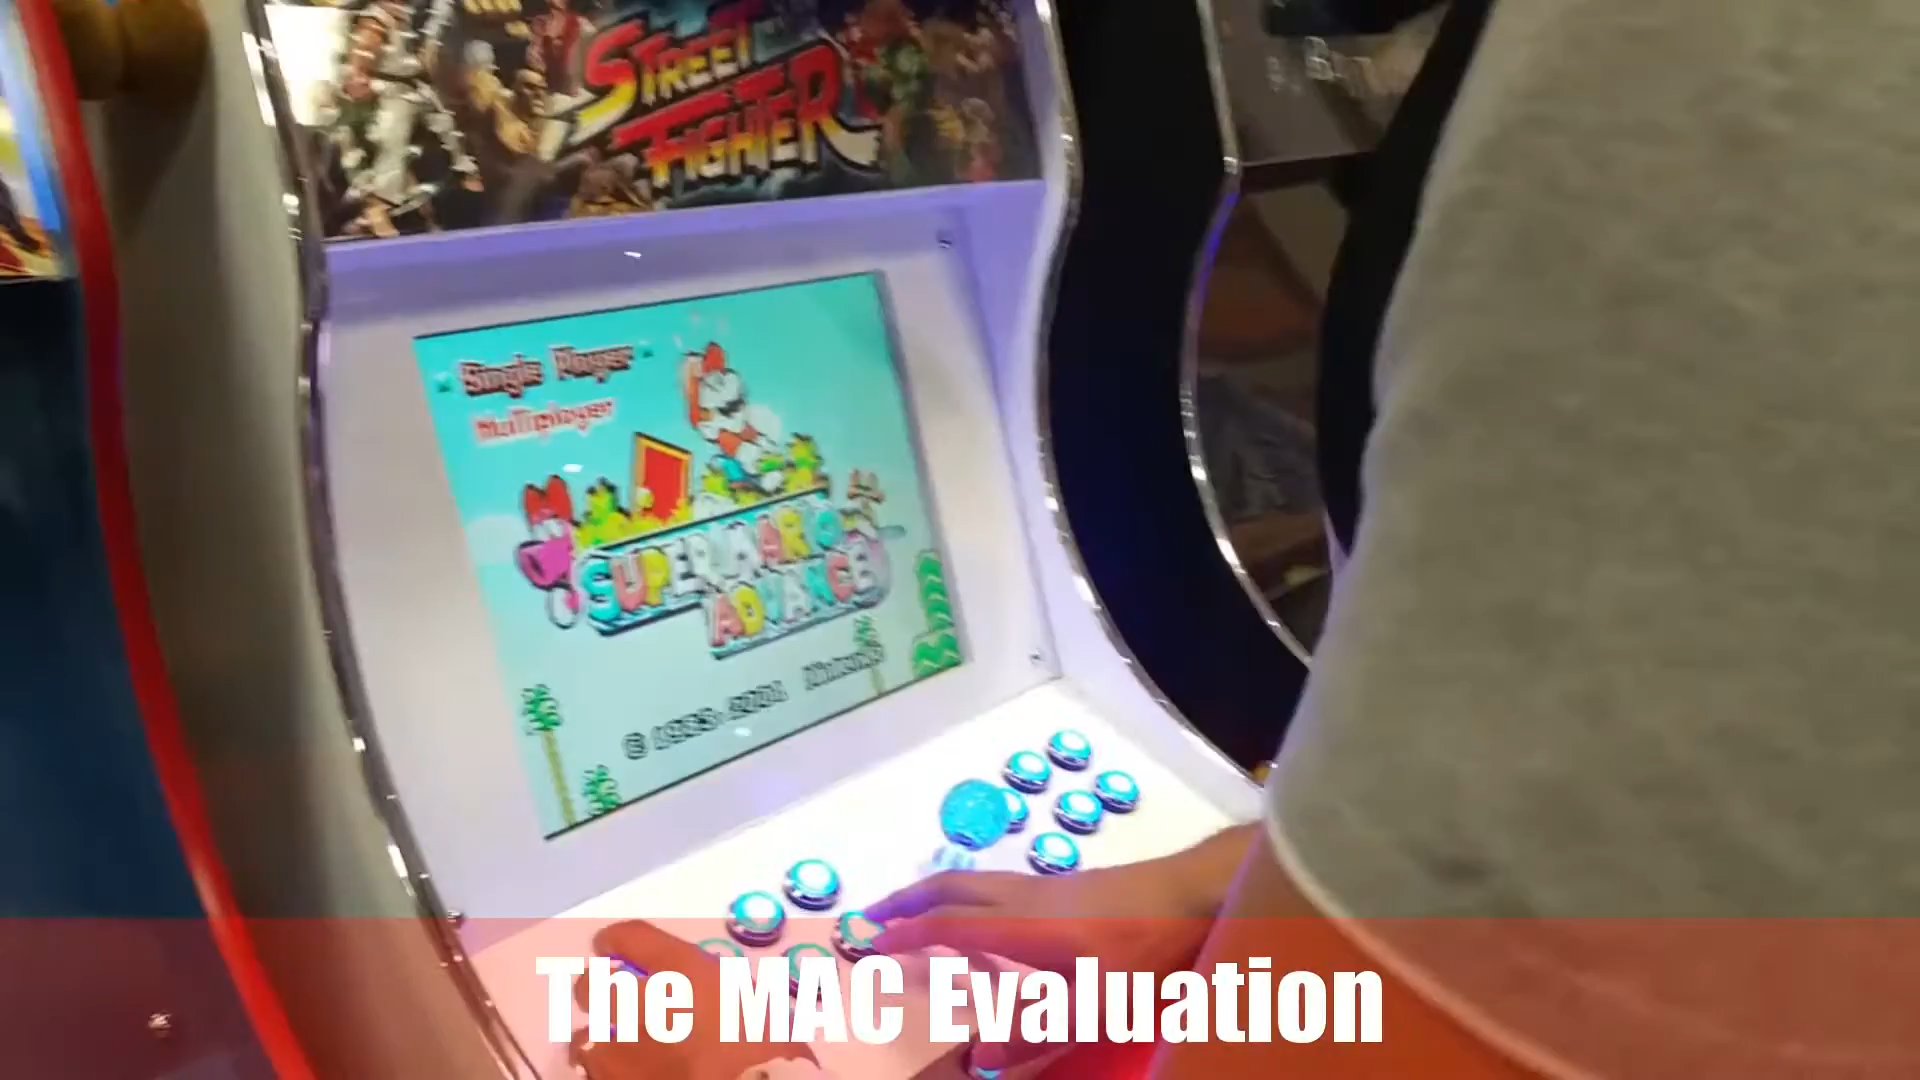 STREET
FIGHTER
Single Player
Multiplayer
SUPER MARIO
ADVANCE
The MAC Evaluation